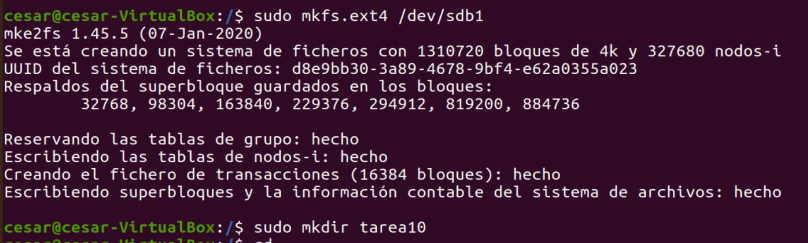 cesar@cesar-VirtualBox:/$ sudo mkfs.ext4 /dev/sdb1
mke2fs 1.45.5 (07-Jan-2020)
Se está creando un sistema de ficheros con 1310720 bloques de 4k y 327680 nodos-i
UUID del sistema de ficheros: d8e9bb30-3a89-4678-9bf4-e62a0355a023
Respaldos del superbloque guardados en los bloques:
32768, 98304, 163840, 229376, 294912, 819200, 884736
Reservando las tablas de grupo: hecho
Escribiendo las tablas de nodos-i: hecho
Creando el fichero de transacciones (16384 bloques): hecho
Escribiendo superbloques y la información contable del sistema de archivos: hecho
cesar@cesar-VirtualBox:/$ sudo mkdir tarea10
cesar@cesar-VirtualBox:/$